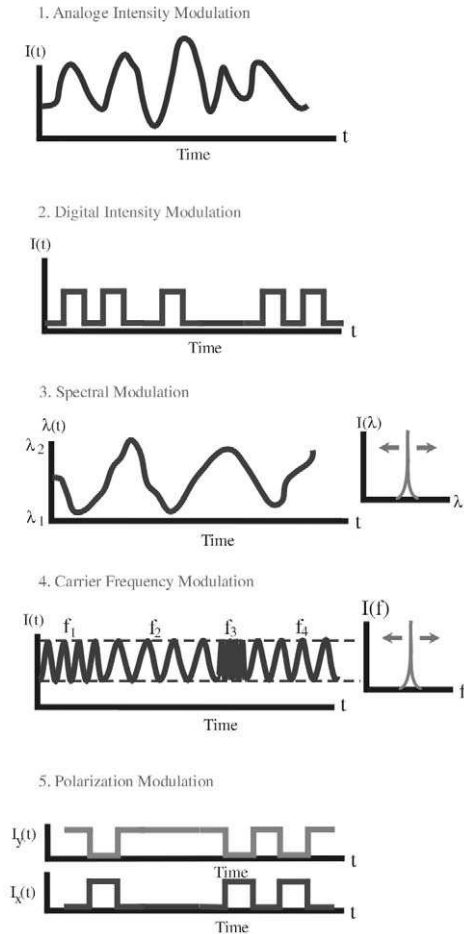 1. Analoge Intensity Modulation
I(t)
t
Time
2. Digital Intensity Modulation
I(t)
t
Time
3. Spectral Modulation
λ(t)
λ2
λ1
t
Time
I(λ)
λ
4. Carrier Frequency Modulation
I(t)
f1 f2 f3 f4
t
Time
I(f)
f
5. Polarization Modulation
Iy(t)
Time
t
Ix(t)
t
Time